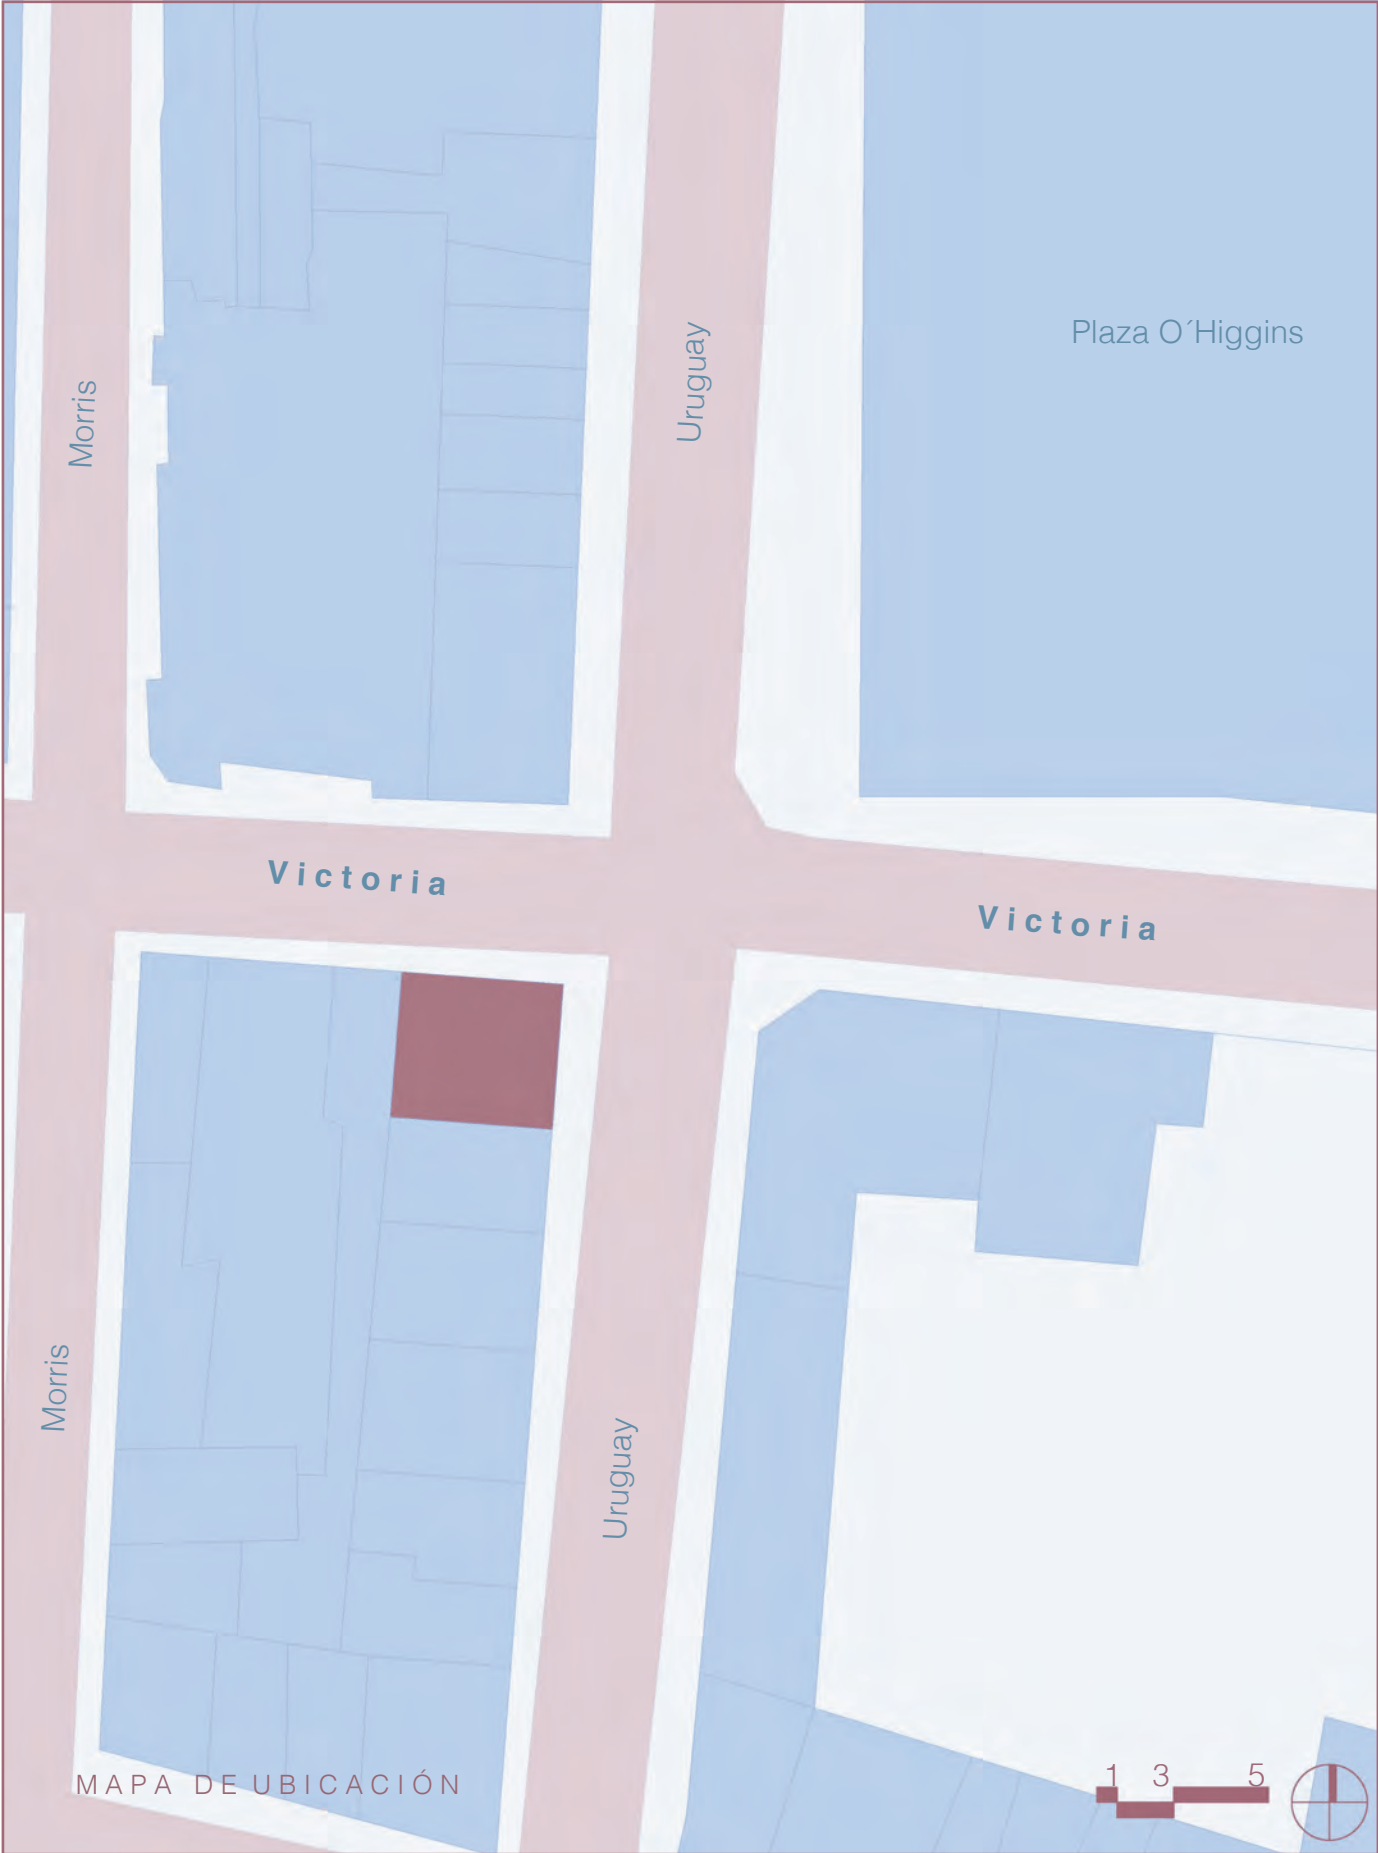 Plaza O´Higgins
Morris
Uruguay
Victoria
Victoria
Morris
Uruguay
MAPA DE UBICACIÓN
1 3 5